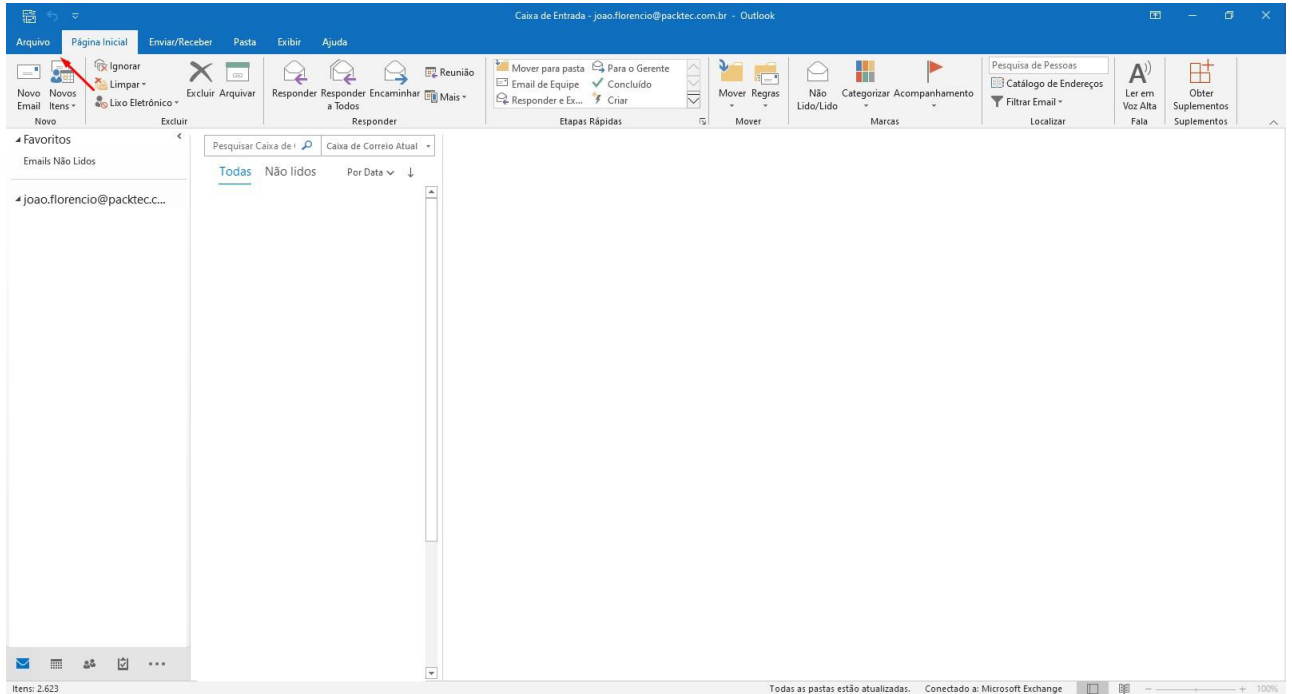 Caixa de Entrada - joao.florencio@packtec.com.br - Outlook
Arquivo Página Inicial Enviar/Receber Pasta Exibir Ajuda
Novo Email
Novos Itens
Novo
Ignorar
Limpar
Lixo Eletrônico
Excluir Arquivar
Excluir
Responder
Responder a Todos
Encaminhar
Reunião
Mais
Responder
Mover para pasta
Email de Equipe
Responder e Ex...
Para o Gerente
Concluído
Criar
Etapas Rápidas
Mover Regras
Mover
Não Lido/Lido
Categorizar Acompanhamento
Marcas
Pesquisa de Pessoas
Catálogo de Endereços
Filtrar Email
Localizar
Ler em Voz Alta
Fala
Obter Suplementos
Suplementos
Favoritos
Emails Não Lidos
joao.florencio@packtec.c...
Pesquisar Caixa de Caixa de Correio Atual
Todas Não lidos Por Data
Itens: 2.623
Todas as pastas estão atualizadas. Conectado a: Microsoft Exchange 100%